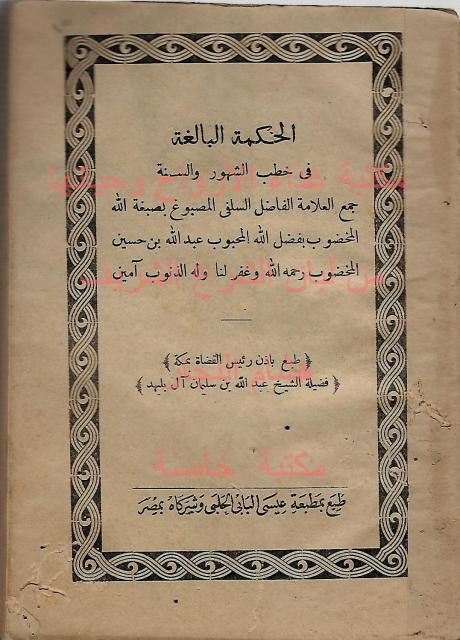 الحكمة البالغة
فى خطب الشهور والسنة
جمع العلامة الفاضل السلفى المصبوغ بصبغة الله
المخضوب بفضل الله المحبوب عبد الله بن حسين
المخضوب رحمه الله وغفر لنا وله الذنوب آمين
﴿ طبع باذن رئيس القضاة بمكة ﴾
﴿ فضيلة الشيخ عبد الله بن سليمان آل بليهد ﴾
مكتبة خاصة
طبع بمطبعة عيسى البابى الحلبى وشركاه بمصر